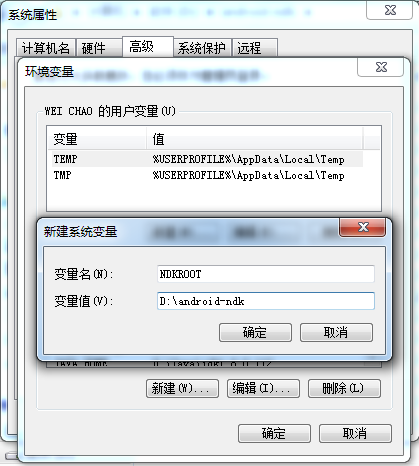 系统属性
计算机名 硬件 高级 系统保护 远程
环境变量
WEI CHAO 的用户变量(U)
变量 值
TEMP %USERPROFILE%\AppData\Local\Temp
TMP %USERPROFILE%\AppData\Local\Temp
新建系统变量
变量名(N): NDKROOT
变量值(V): D:\android-ndk
确定 取消
新建(W)... 编辑(I)... 删除(L)
确定 取消